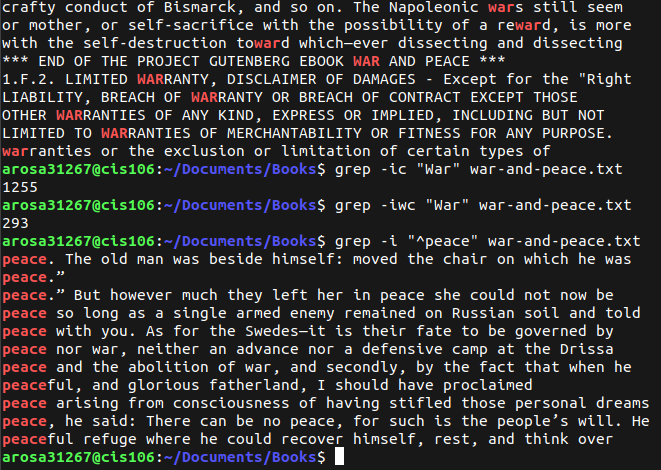 crafty conduct of Bismarck, and so on. The Napoleonic wars still seem
or mother, or self-sacrifice with the possibility of a reward, is more
with the self-destruction toward which—ever dissecting and dissecting
*** END OF THE PROJECT GUTENBERG EBOOK WAR AND PEACE ***
1.F.2. LIMITED WARRANTY, DISCLAIMER OF DAMAGES - Except for the "Right
LIABILITY, BREACH OF WARRANTY OR BREACH OF CONTRACT EXCEPT THOSE
OTHER WARRANTIES OF ANY KIND, EXPRESS OR IMPLIED, INCLUDING BUT NOT
LIMITED TO WARRANTIES OF MERCHANTABILITY OR FITNESS FOR ANY PURPOSE.
warranties or the exclusion or limitation of certain types of
arosa31267@cis106:~/Documents/Books$ grep -ic "War" war-and-peace.txt
1255
arosa31267@cis106:~/Documents/Books$ grep -iwc "War" war-and-peace.txt
293
arosa31267@cis106:~/Documents/Books$ grep -i "^peace" war-and-peace.txt
peace. The old man was beside himself: moved the chair on which he was
peace.”
peace.” But however much they left her in peace she could not now be
peace so long as a single armed enemy remained on Russian soil and told
peace with you. As for the Swedes—it is their fate to be governed by
peace nor war, neither an advance nor a defensive camp at the Drissa
peace and the abolition of war, and secondly, by the fact that when he
peaceful, and glorious fatherland, I should have proclaimed
peace arising from consciousness of having stifled those personal dreams
peace, he said: There can be no peace, for such is the people’s will. He
peaceful refuge where he could recover himself, rest, and think over
arosa31267@cis106:~/Documents/Books$